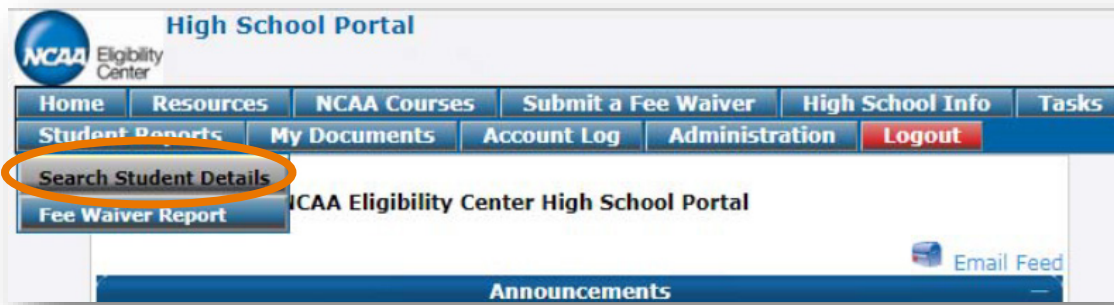 High School Portal
NCAA Eligibility
Center
Home Resources NCAA Courses Submit a Fee Waiver High School Info Tasks
Student Reports My Documents Account Log Administration Logout
Search Student Details
NCAA Eligibility Center High School Portal
Fee Waiver Report
Email Feed
Announcements